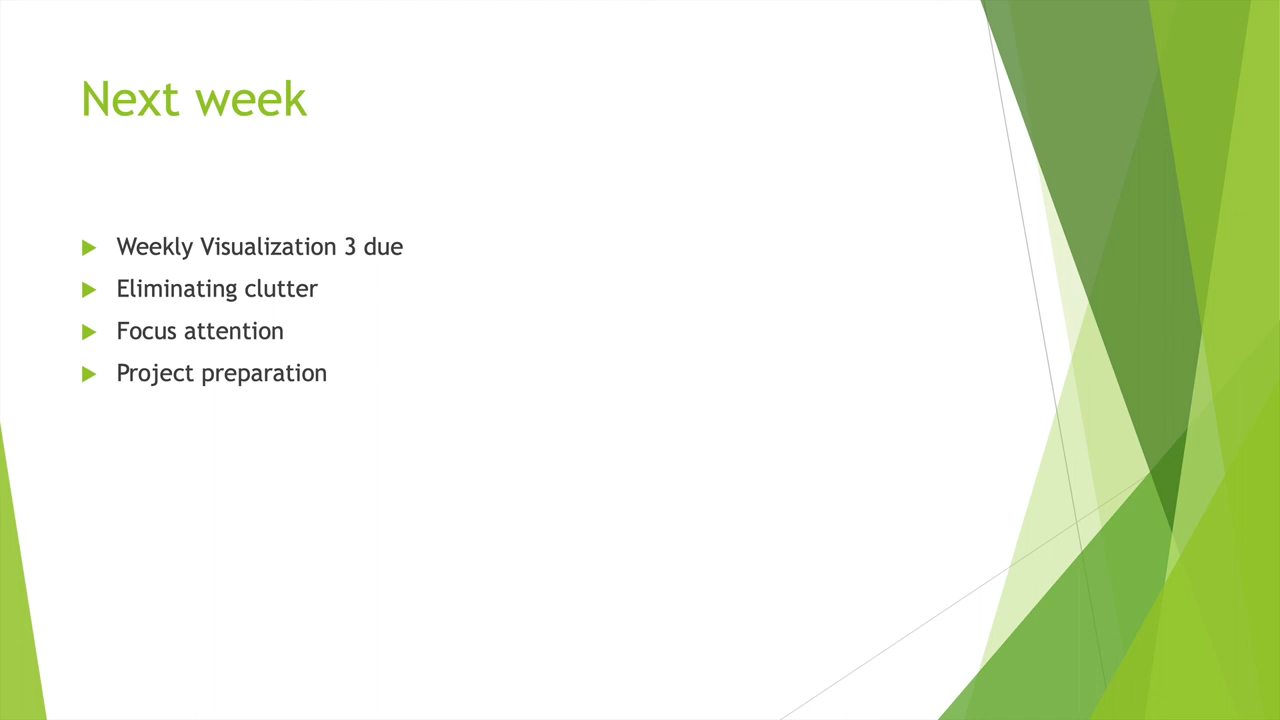 Next week
Weekly Visualization 3 due
Eliminating clutter
Focus attention
Project preparation